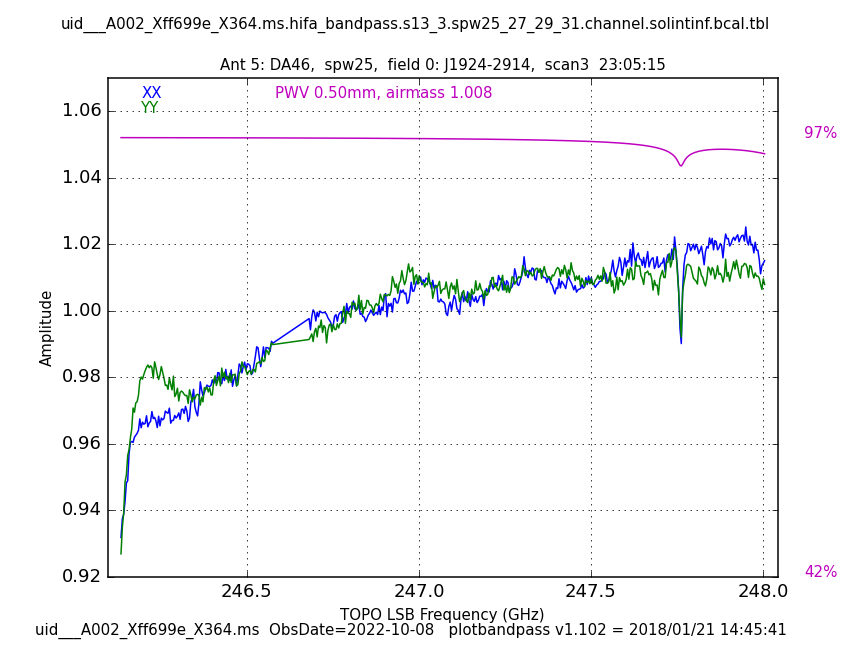 uid___A002_Xff699e_X364.ms.hifa_bandpass.s13_3.spw25_27_29_31.channel.solintinf.bcal.tbl
Ant 5: DA46,  spw25,  field 0: J1924-2914,  scan3  23:05:15
XX
PWV 0.50mm, airmass 1.008
YY
1.06
97%
1.04
1.02
1.00
Amplitude
0.98
0.96
0.94
0.92
42%
246.5
247.0
247.5
248.0
TOPO LSB Frequency (GHz)
uid___A002_Xff699e_X364.ms  ObsDate=2022-10-08   plotbandpass v1.102 = 2018/01/21 14:45:41